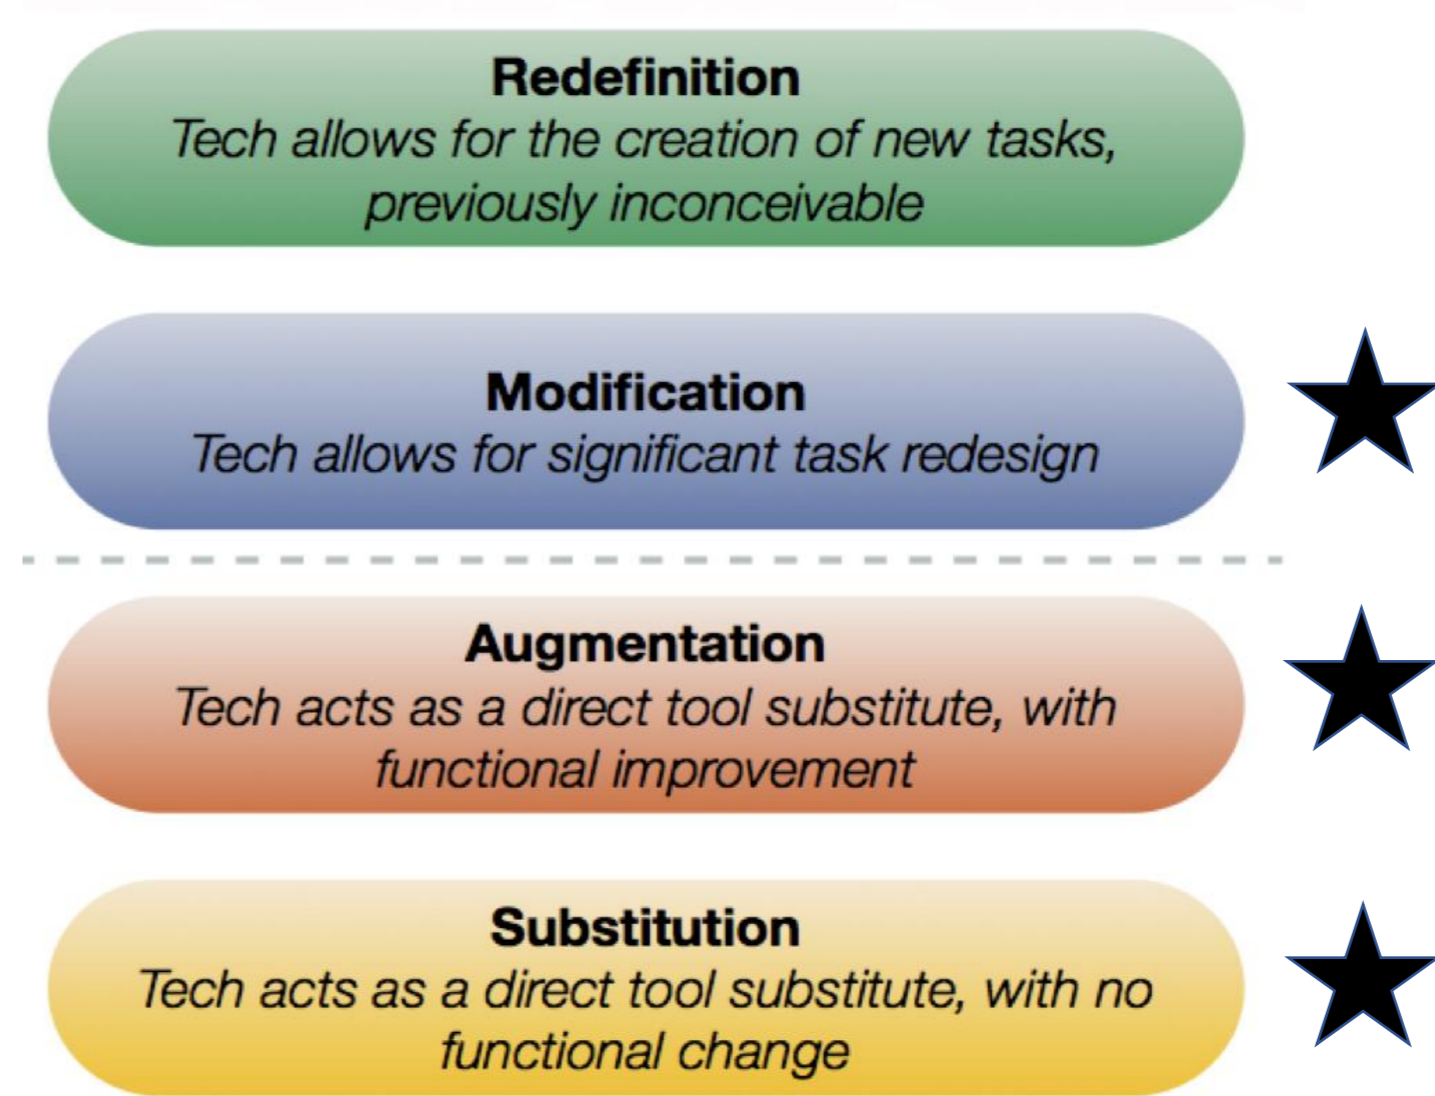 Redefinition
Tech allows for the creation of new tasks,
previously inconceivable
Modification
Tech allows for significant task redesign
Augmentation
Tech acts as a direct tool substitute, with
functional improvement
Substitution
Tech acts as a direct tool substitute, with no
functional change